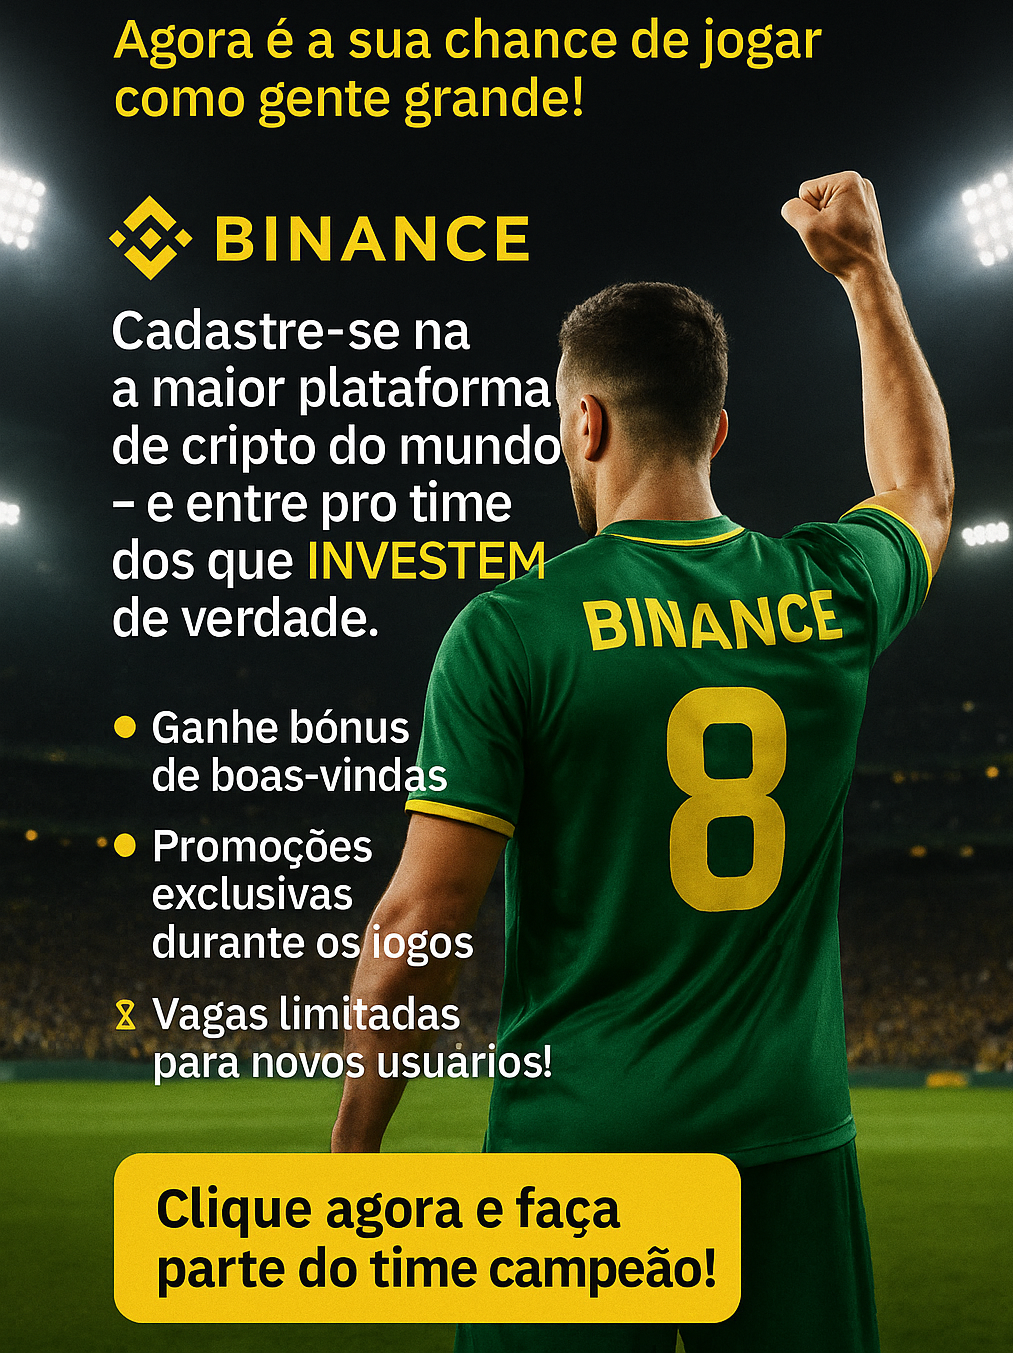 Agora é a sua chance de jogar
como gente grande!
BINANCE
Cadastre-se na
a maior plataforma
de cripto do mundo
– e entre pro time
dos que INVESTEM
de verdade.
Ganhe bónus
de boas-vindas
Promoções
exclusivas
durante os iogos
Vagas limitadas
para novos usuários!
BINANCE
8
Clique agora e faça
parte do time campeão!